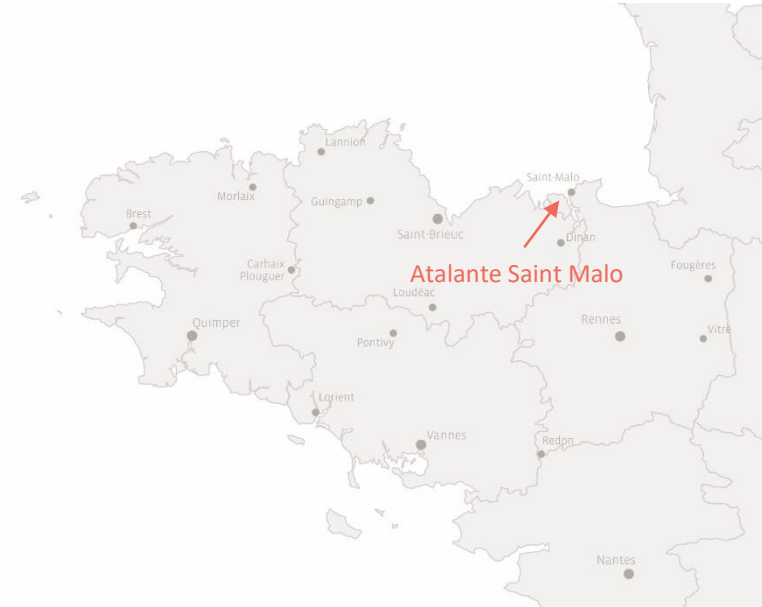 Lannion
Saint-Malo
Morlaix
Guingamp
Brest
Saint-Brieuc
Dinan
Carhaix
Plouguer
Atalante Saint Malo
Fougères
Loudéac
Quimper
Rennes
Vitré
Pontivy
Lorient
Vannes
Redon
Nantes